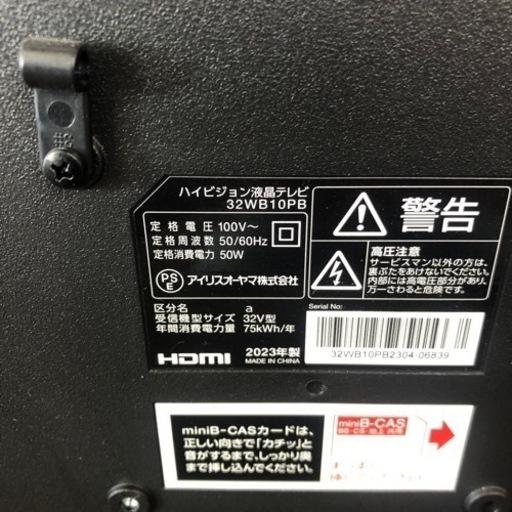 ハイビジョン液晶テレビ
32WB10PB
定格電圧 100V～
定格周波数 50/60Hz
定格消費電力 50W
PS
E
アイリスオーヤマ株式会社
区分名 a
受信機型サイズ 32V型
年間消費電力量 75kWh/年
HDMI
2023年製
MADE IN CHINA
警告
高圧注意
サービスマン以外の方は、
裏ぶたをあけないでください。
内部には高電圧部分があり、
万一さわると危険です。
Serial No:
32WB10PB2304-06839
miniB-CASカードは、
正しい向きで「カチッ」と
音がするまで、しっかり奥
まで押し込んでください。
miniB-CAS